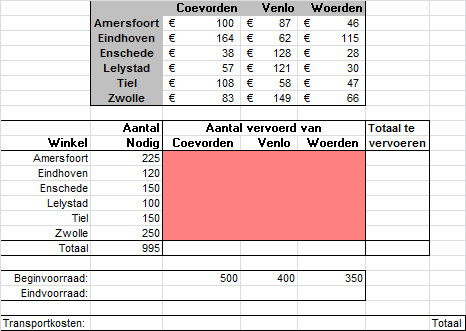 Coevorden Venlo Woerden
Amersfoort € 100 € 87 € 46
Eindhoven € 164 € 62 € 115
Enschede € 38 € 128 € 28
Lelystad € 57 € 121 € 30
Tiel € 108 € 58 € 47
Zwolle € 83 € 149 € 66
Aantal Aantal vervoerd van Totaal te
Winkel Nodig Coevorden Venlo Woerden vervoeren
Amersfoort 225
Eindhoven 120
Enschede 150
Lelystad 100
Tiel 150
Zwolle 250
Totaal 995
Beginvoorraad: 500 400 350
Eindvoorraad:
Transportkosten: Totaal